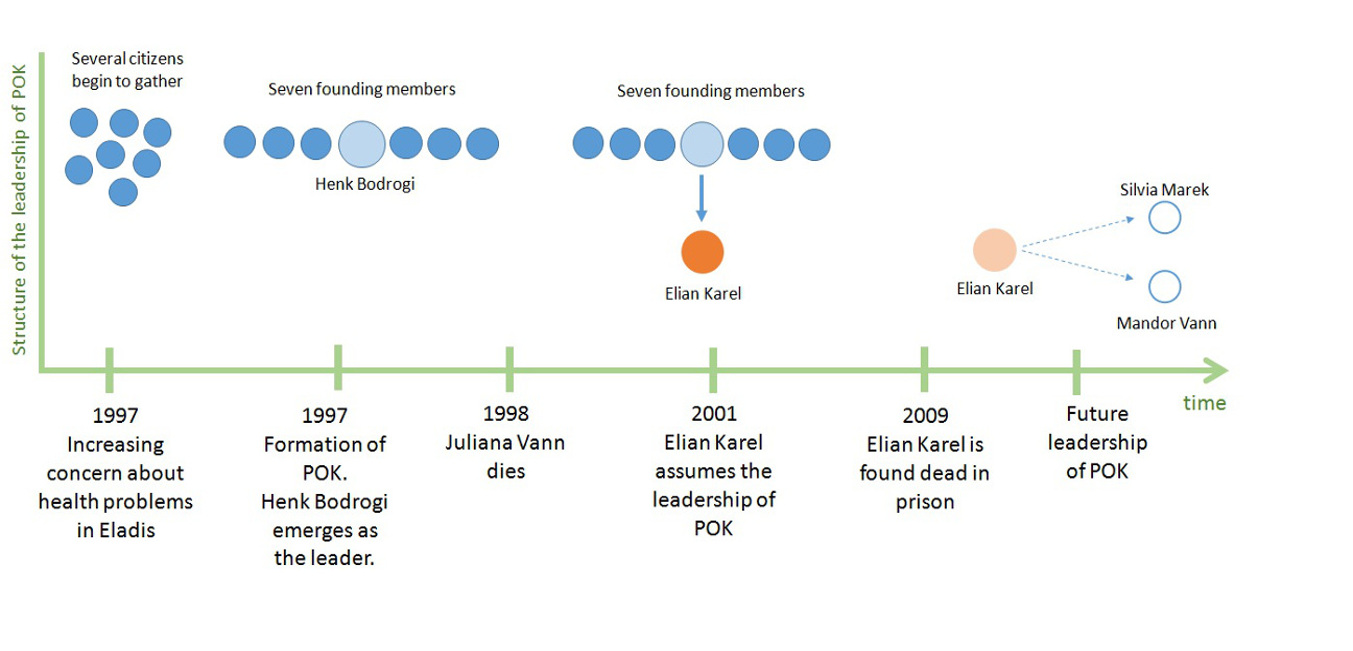 Structure of the leadership of POK
Several citizens
begin to gather
Seven founding members
Henk Bodrogi
Seven founding members
Elian Karel
Elian Karel
Silvia Marek
Mandor Vann
time
1997
Increasing
concern about
health problems
in Eladis
1997
Formation of
POK.
Henk Bodrogi
emerges as
the leader.
1998
Juliana Vann
dies
2001
Elian Karel
assumes the
leadership of
POK
2009
Elian Karel is
found dead in
prison
Future
leadership
of POK